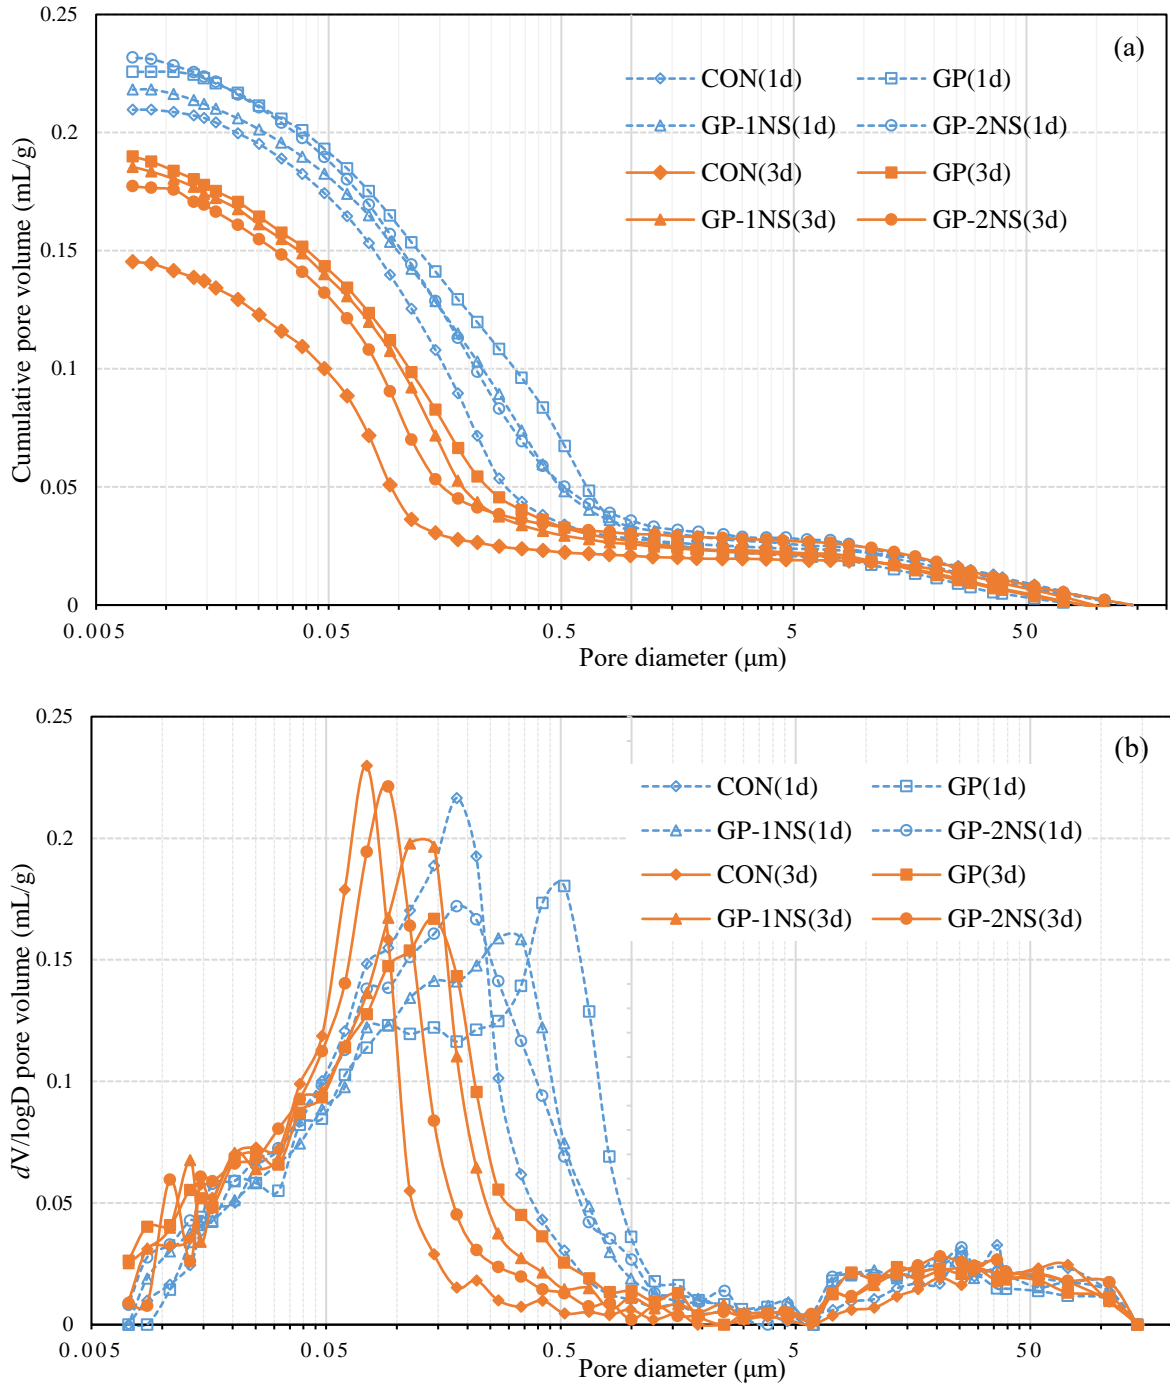 0.25
(a)
CON(1d) GP(1d)
0.2
GP-1NS(1d) GP-2NS(1d)
CON(3d) GP(3d)
GP-1NS(3d) GP-2NS(3d)
0.15
0.1
0.05
0
Cumulative pore volume (mL/g)
0.005 0.05 0.5 5 50
Pore diameter (μm)
0.25
(b)
CON(1d) GP(1d)
GP-1NS(1d) GP-2NS(1d)
0.2
CON(3d) GP(3d)
GP-1NS(3d) GP-2NS(3d)
0.15
0.1
0.05
0
dV/logD pore volume (mL/g)
0.005 0.05 0.5 5 50
Pore diameter (μm)